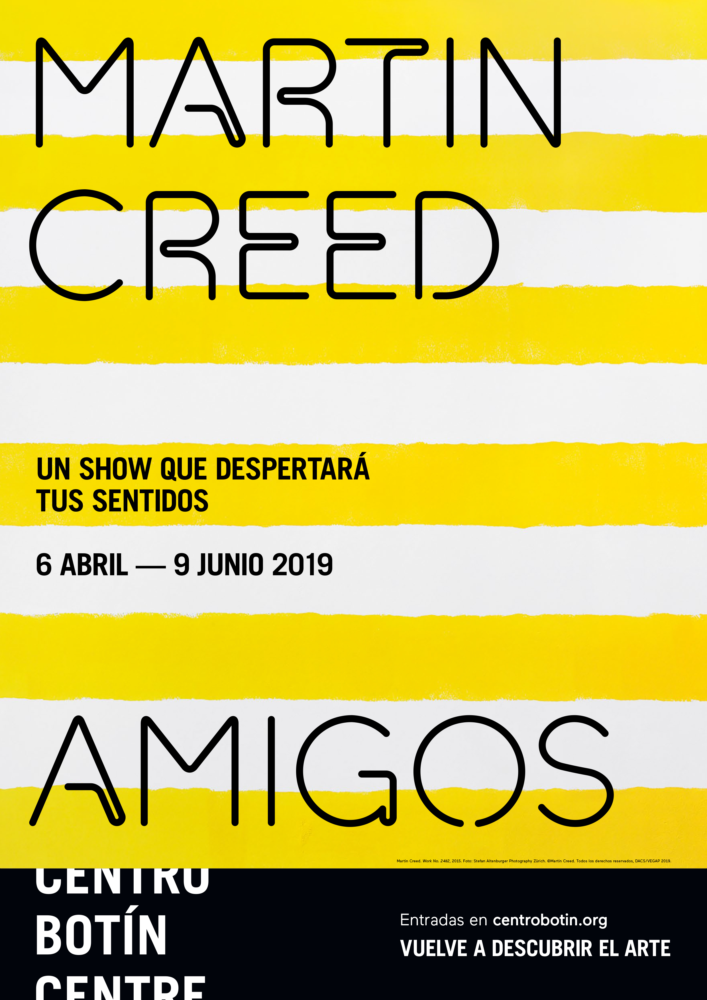 MARTIN
CREED
UN SHOW QUE DESPERTARÁ
TUS SENTIDOS
6 ABRIL — 9 JUNIO 2019
AMIGOS
Martin Creed. Work No. 2482, 2015. Foto: Stefan Altenburger Photography Zürich. ©Martin Creed. Todos los derechos reservados, DACS/VEGAP 2019.
CENTRO
BOTÍN
CENTRE
Entradas en centrobotin.org
VUELVE A DESCUBRIR EL ARTE